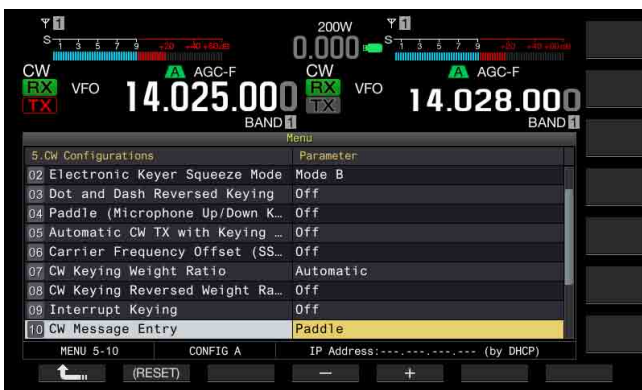 1 200W 1
S 1 3 5 7 9 +20 +40 +60dB 0.000 S 1 3 5 7 9 +20 +40 +60dB
CW A AGC-F CW A AGC-F
RX VFO 14.025.000 RX VFO 14.028.000
TX TX
BAND 1 BAND 1
Menu
5.CW Configurations Parameter
02 Electronic Keyer Squeeze Mode Mode B
03 Dot and Dash Reversed Keying Off
04 Paddle (Microphone Up/Down K… Off
05 Automatic CW TX with Keying … Off
06 Carrier Frequency Offset (SS… Off
07 CW Keying Weight Ratio Automatic
08 CW Keying Reversed Weight Ra… Off
09 Interrupt Keying Off
10 CW Message Entry Paddle
MENU 5-10 CONFIG A IP Address:---.---.---.--- (by DHCP)
(RESET) − +